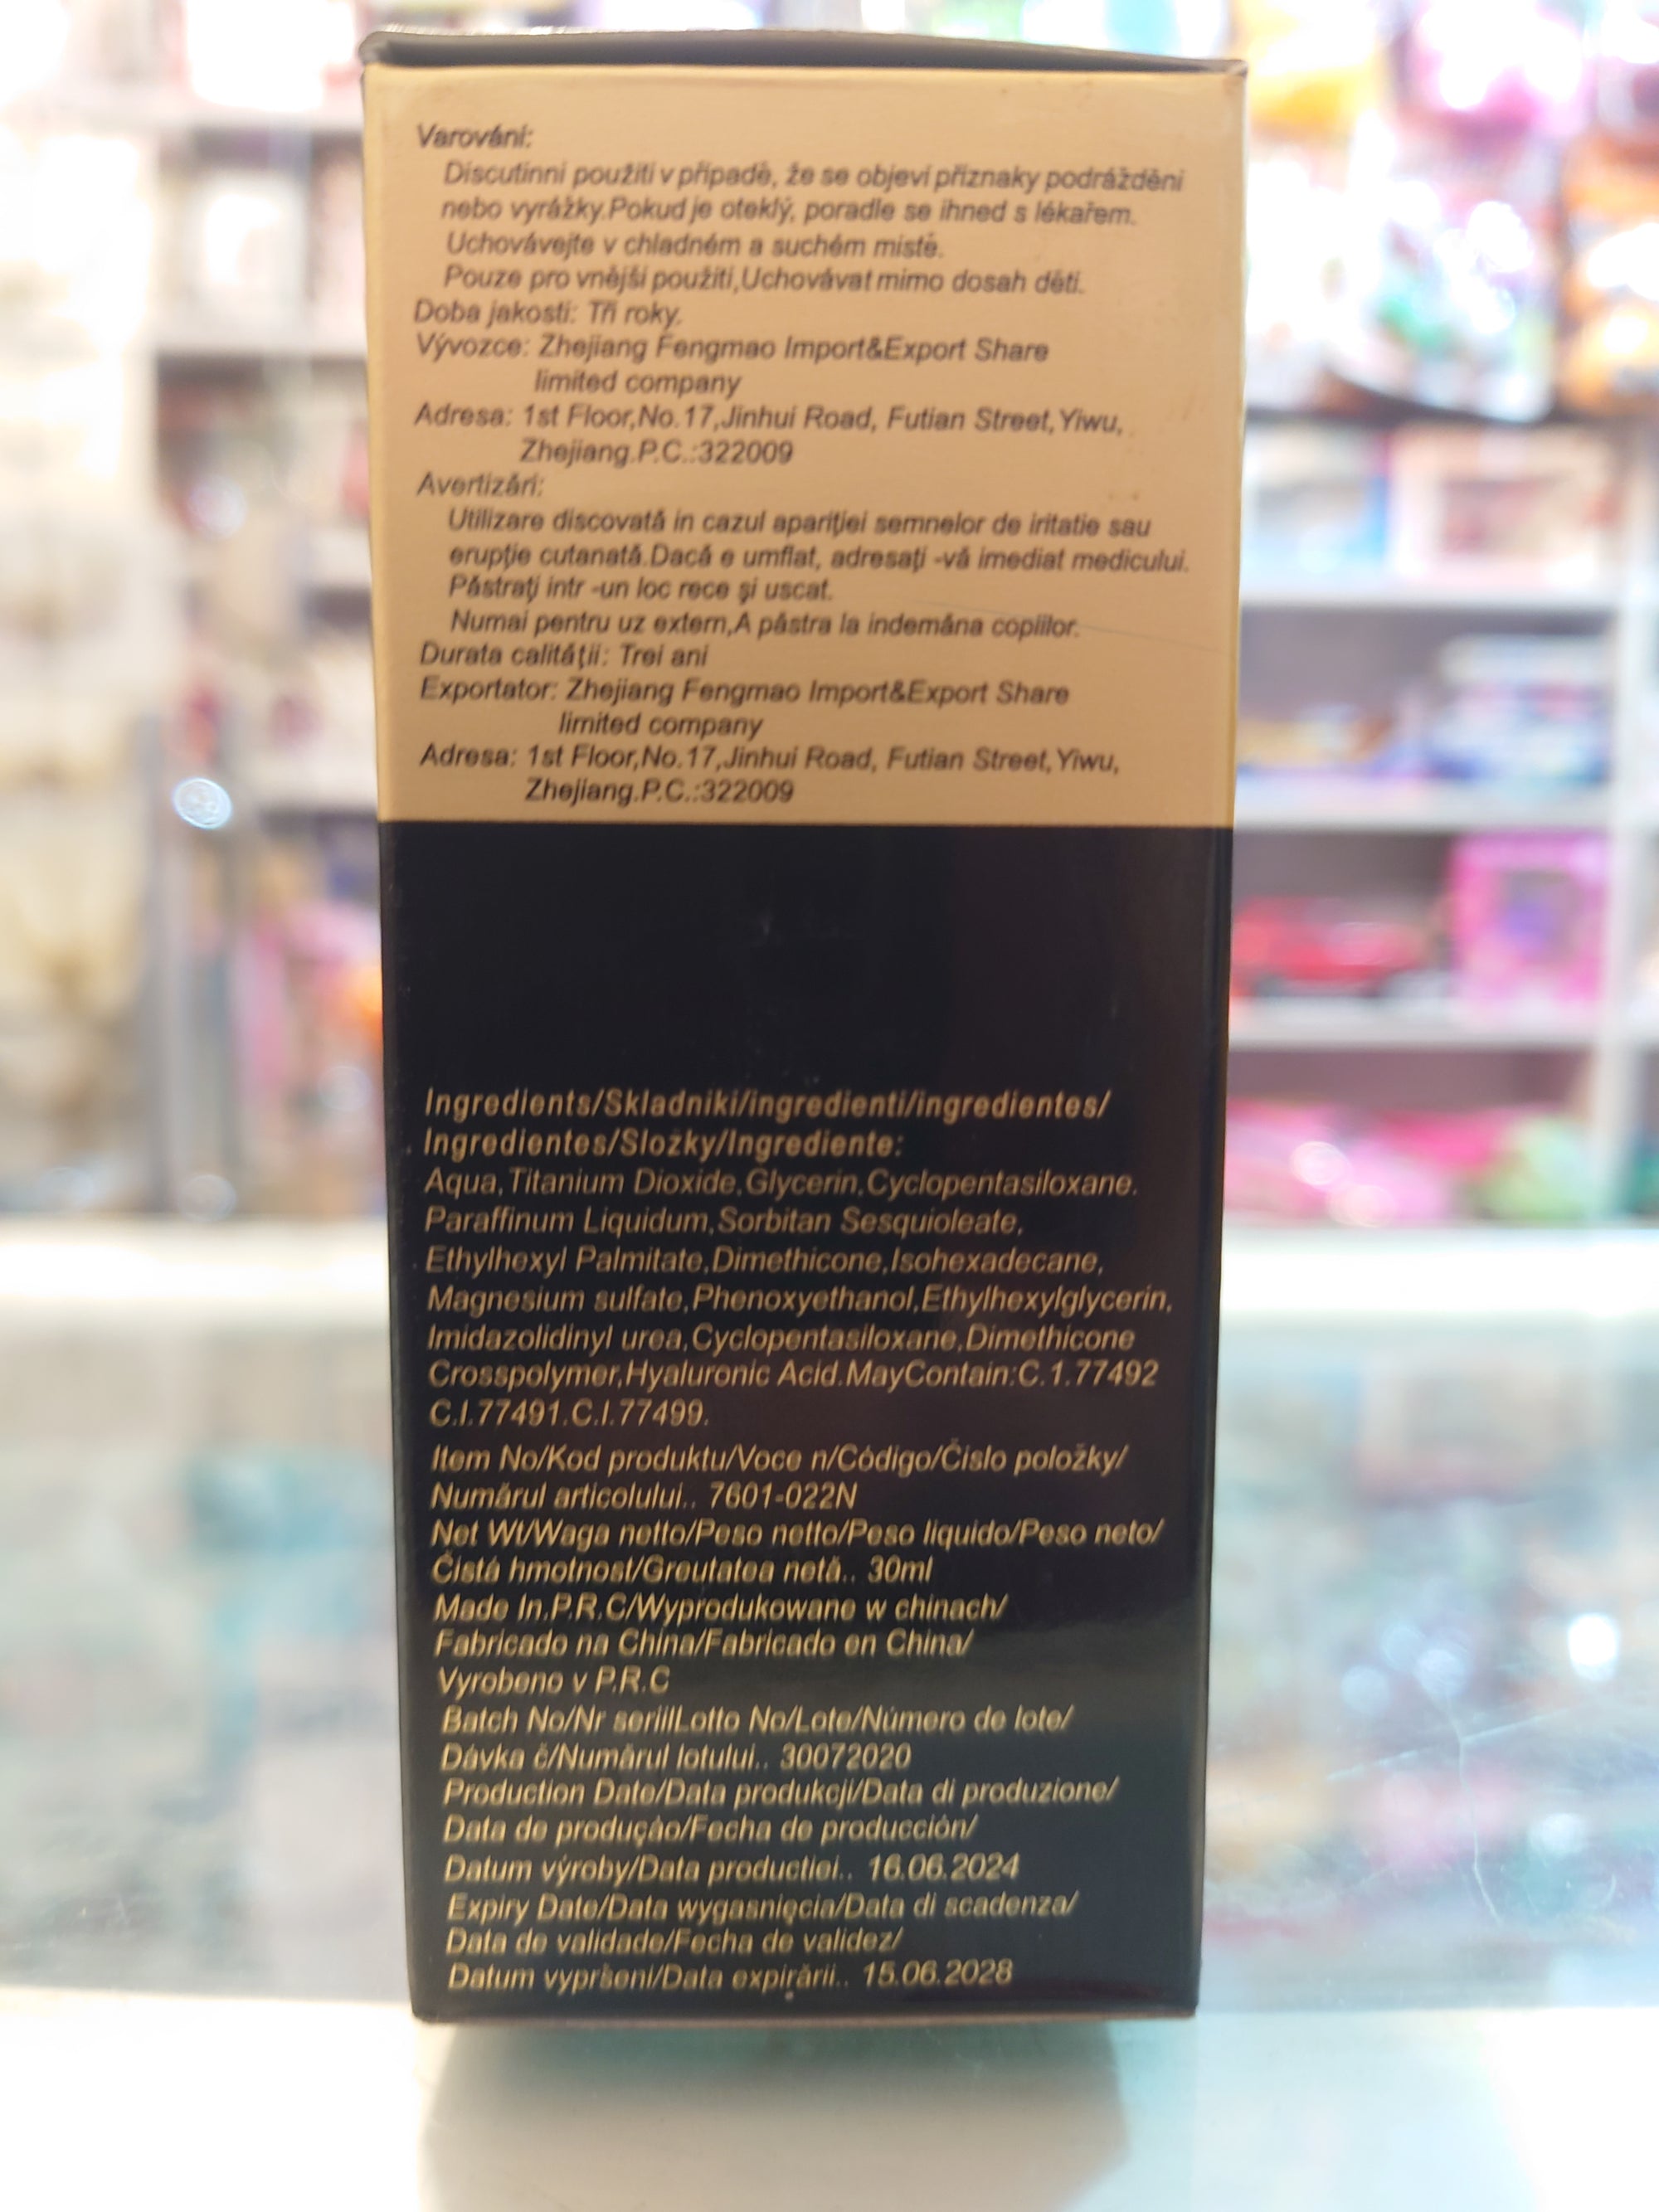 Varování:
Discutinni použití v případě, že se objeví příznaky podráždění
nebo vyrážky.Pokud je oteklý, poradle se ihned s lékařem.
Uchovávejte v chladném a suchém místě.
Pouze pro vnější použití,Uchovávat mimo dosah dětí.
Doba jakosti: Tři roky.
Vývozce: Zhejiang Fengmao Import&Export Share
limited company
Adresa: 1st Floor,No.17,Jinhui Road, Futian Street,Yiwu,
Zhejiang.P.C.:322009
Avertizări:
Utilizare discovată in cazul apariţiei semnelor de iritatie sau
erupţie cutanată.Dacă e umflat, adresaţi -vă imediat medicului.
Păstraţi intr -un loc rece şi uscat.
Numai pentru uz extern,A păstra la indemâna copiilor.
Durata calităţii: Trei ani
Exportator: Zhejiang Fengmao Import&Export Share
limited company
Adresa: 1st Floor,No.17,Jinhui Road, Futian Street,Yiwu,
Zhejiang.P.C.:322009
Ingredients/Skladniki/ingredienti/ingredientes/
Ingredientes/Složky/Ingrediente:
Aqua,Titanium Dioxide,Glycerin,Cyclopentasiloxane.
Paraffinum Liquidum,Sorbitan Sesquioleate,
Ethylhexyl Palmitate,Dimethicone,Isohexadecane,
Magnesium sulfate,Phenoxyethanol,Ethylhexylglycerin,
Imidazolidinyl urea,Cyclopentasiloxane,Dimethicone
Crosspolymer,Hyaluronic Acid.MayContain:C.1.77492
C.I.77491.C.I.77499.
Item No/Kod produktu/Voce n/Código/Čislo položky/
Numărul articolului.. 7601-022N
Net Wt/Waga netto/Peso netto/Peso liquido/Peso neto/
Čistá hmotnost/Greutatea netă.. 30ml
Made In.P.R.C/Wyprodukowane w chinach/
Fabricado na China/Fabricado en China/
Vyrobeno v P.R.C
Batch No/Nr seriilLotto No/Lote/Número de lote/
Dávka č/Numărul lotului.. 30072020
Production Date/Data produkcji/Data di produzione/
Data de produção/Fecha de producción/
Datum výroby/Data productiei.. 16.06.2024
Expiry Date/Data wygasnięcia/Data di scadenza/
Data de validade/Fecha de validez/
Datum vypršení/Data expirării.. 15.06.2028